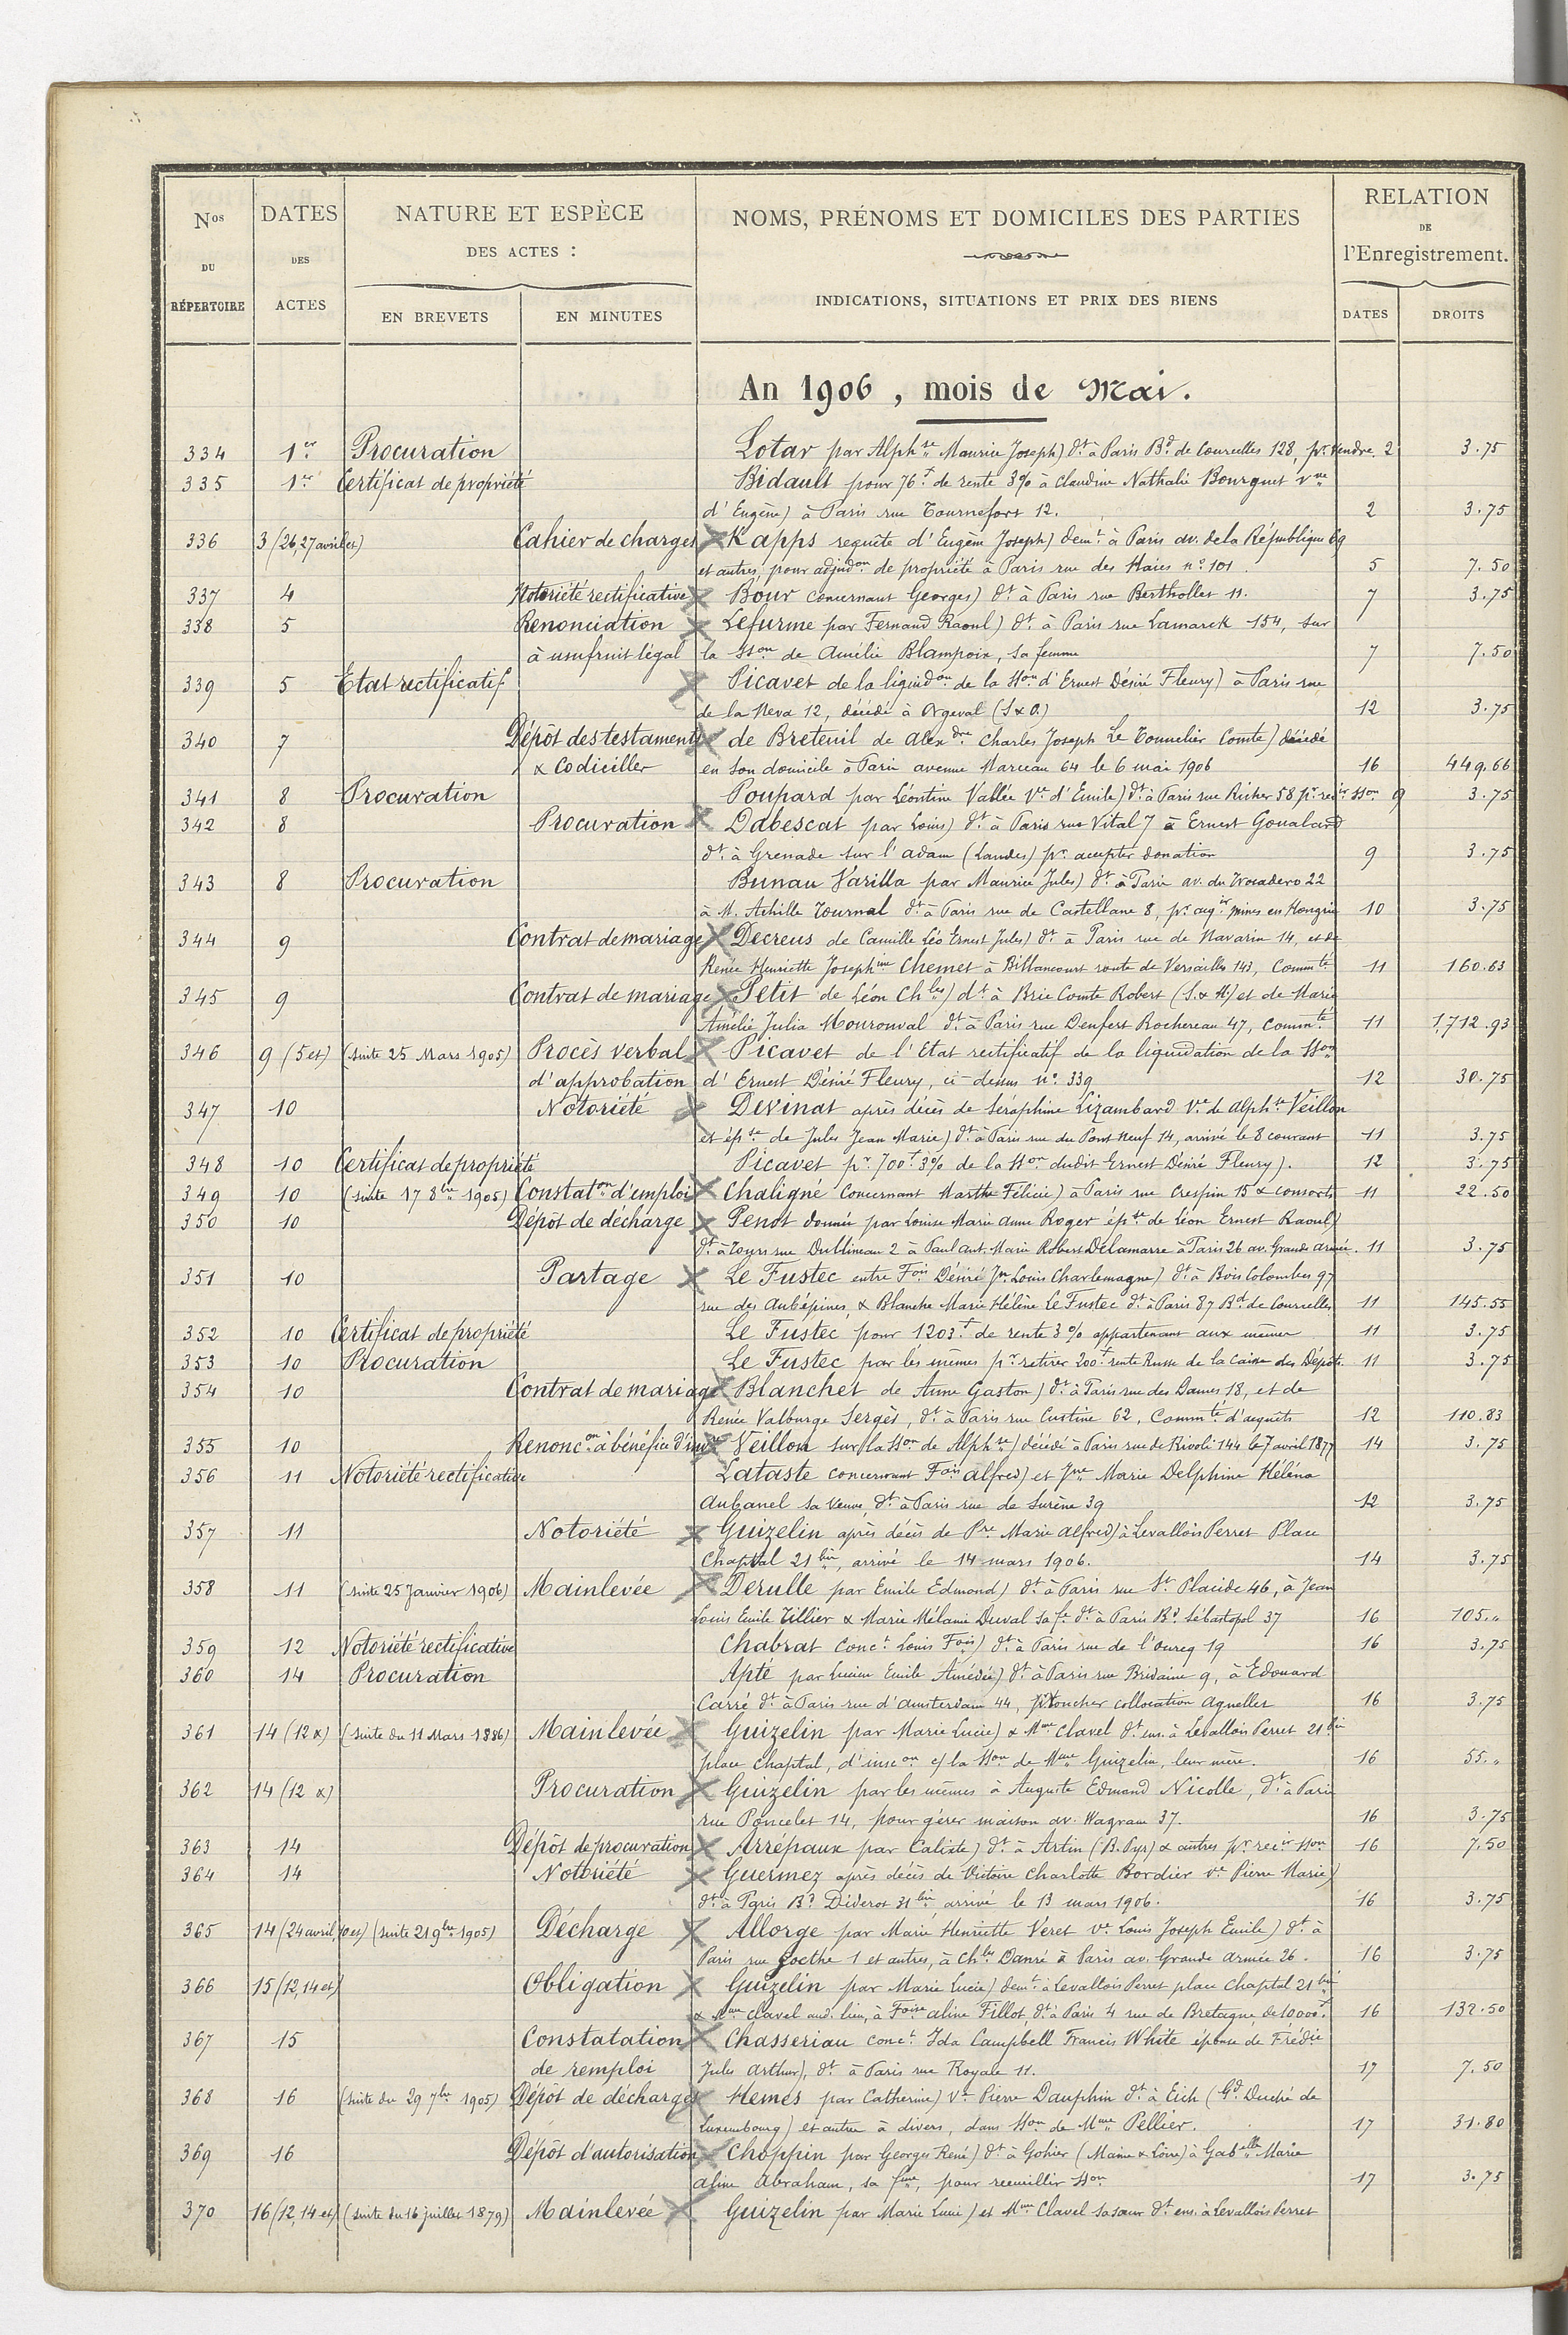 Nos DU RÉPERTOIRE
DATES DES ACTES
NATURE ET ESPÈCE DES ACTES :
EN BREVETS
EN MINUTES
NOMS, PRÉNOMS ET DOMICILES DES PARTIES
INDICATIONS, SITUATIONS ET PRIX DES BIENS
RELATION DE l'Enregistrement.
DATES
DROITS
An 1906, mois de Mai.
334 1er Procuration Lotar par Alphse Maurice Joseph) dt à Paris Bd de Courcelles 128, pr vendre. 2 3.75
335 1er Certificat de propriété Bidault pour 76f de rente 3% à Claudine Nathalie Bourguet vve
d'Eugène) à Paris rue Tournefort 12. 2 3.75
336 3 (26, 27 avril et) Cahier de charges Kapps requête d'Eugène Joseph) demt à Paris av. de la République 69
et autres, pour adjudon de propriété à Paris rue des Haies no 101. 5 7.50
337 4 Notoriété rectificative Bour concernant Georges) dt à Paris rue Berthollet 11. 7 3.75
338 5 Renonciation Lefurme par Fernand Raoul) dt à Paris rue Lamarck 154, sur
à usufruit légal la sson de Amélie Blampoix, sa femme 7 7.50
339 5 Etat rectificatif Picavet de la liquidon de la sson d'Ernest Désiré Fleury) à Paris rue
de la Neva 12, décédé à Orgeval (S & O.) 12 3.75
340 7 Dépôt des testament de Breteuil de Alexdre Charles Joseph Le Tonnelier Comte) décédé
& Codiciller en son domicile à Paris avenue Marceau 64 le 6 mai 1906 16 449.66
341 8 Procuration Poupard par Léontine Vallée Ve d'Emile) dt à Paris rue Richer 58 pr recir sson 9 3.75
342 8 Procuration Dabescat par Louis) dt à Paris rue Vital 7 à Ernest Goualard
dt à Grenade sur l'adam (Landes) pr accepter donation 9 3.75
343 8 Procuration Bunau Varilla par Maurice Jules) dt à Paris av. du Trocadero 22
à M. Achille Tournal dt à Paris rue de Castellane 8, pr acqir mines en Hongrie 10 3.75
344 9 Contrat de mariage Decreus de Camille Léo Ernest Jules) dt à Paris rue de Navarin 14, et de
Renée Henriette Josephine Chemet à Billancourt route de Versailles 143, Commté 11 160.63
345 9 Contrat de mariage Petit de Léon Chles) dt à Brie Comte Robert (S. & M.) et de Marie
Amélie Julia Mouronval dt à Paris rue Denfert Rochereau 47, Commté 11 1,712.93
346 9 (5 et) (suite 25 Mars 1905) Procès verbal Picavet de l'Etat rectificatif de la liquidation de la sson
d'approbation d'Ernest Désiré Fleury, ci-dessus no 339 12 30.75
347 10 Notoriété Devinat après décès de Séraphine Lizambard Ve de Alphse Veillon
et épse de Jules Jean Marie) dt à Paris rue du Pont Neuf 14, arrivé le 8 courant 11 3.75
348 10 Certificat de propriété Picavet pr 700f 3% de la sson dudit Ernest Désiré Fleury). 12 3.75
349 10 (suite 17 8bre 1905) Constaton d'emploi Chaligné concernant Marthe Félicie) à Paris rue Crespin 15 & consorts 11 22.50
350 10 Dépôt de décharge Penot donnée par Louise Marie Anne Roger épse de Léon Ernest Raoul)
dt à Tours rue Dublineau 2 à Paul Ant. Marie Robert Delamarre à Paris 26 av. Grande armée. 11 3.75
351 10 Partage Le Fustec entre Fois Désiré Jn Louis Charlemagne) dt à Bois Colombes 97
rue des Aubépines, & Blanche Marie Hélène Le Fustec dt à Paris 87 Bd de Courcelles 11 145.55
352 10 Certificat de propriété Le Fustec pour 1203f de rente 3% appartenant aux mêmes 11 3.75
353 10 Procuration Le Fustec par les mêmes pr retirer 200f rente Russe de la Caisse des Dépôts. 11 3.75
354 10 Contrat de mariage Blanchet de Anne Gaston) dt à Paris rue des Dames 18, et de
Renée Valburge Sergès, dt à Paris rue Custine 62, Commté d'acquêts 12 110.83
355 10 Renoncon à bénéfice d'invre Veillon sur la sson de Alphse) décédé à Paris rue de Rivoli 144 le 7 avril 1877 14 3.75
356 11 Notoriété rectificative Lataste concernant Fois alfred) et Jne Marie Delphine Héléna
Aubanel sa Veuve, dt à Paris rue de Surène 39 12 3.75
357 11 Notoriété Guizelin après décès de Pre Marie alfred) à Levallois Perret Place
Chaptal 21 bis, arrivé le 14 mars 1906. 14 3.75
358 11 (suite 25 Janvier 1906) Mainlevée Derulle par Emile Edmond) dt à Paris rue St Placide 46, à Jean
Louis Emile Tillier & Marie Mélanie Duval sa fe dt à Paris Bd Sébastopol 37 16 105.„
359 12 Notoriété rectificative Chabrat conct Louis Fois) dt à Paris rue de l'ourcq 19 16 3.75
360 14 Procuration Apté par Lucien Emile Amédée) dt à Paris rue Bridaine 9, à Edouard
Carré dt à Paris rue d'Amsterdam 44, pr toucher collocation Agnellet 16 3.75
361 14 (12 &) (suite du 11 Mars 1886) Mainlevée Guizelin par Marie Lucie) & Mme Clavel dt ens. à Levallois Perret 21 bis
place Chaptal, d'inscon c/ la sson de Mme Guizelin, leur mère. 16 55.„
362 14 (12 &) Procuration Guizelin par les mêmes à Auguste Edmond Nicolle, dt à Paris
rue Poncelet 14, pour gérer maison av. Wagram 37. 16 3.75
363 14 Dépôt de procuration Arrépaux par Calixte) dt à Artin (B. Pyr) & autres pr recir sson 16 7.50
364 14 Notoriété Guermez après décès de Victoire Charlotte Bordier ve Pierre Marie)
dt à Paris Bd Diderot 31 bis arrivé le 13 mars 1906. 16 3.75
365 14 (24 avril, 10 et) (suite 21 9bre 1905) Décharge Allorge par Marie Henriette Veret ve Louis Joseph Emile) dt à
Paris rue Goethe 1 et autres, à Chles Danré à Paris av. Grande Armée 26. 16 3.75
366 15 (12, 14 et) Obligation Guizelin par Marie Lucie) demt à Levallois Perret place Chaptal 21 bis
& Mme Clavel aud. lieu, à Foise aline Fillot, dt à Paris 4 rue de Bretagne, de 10000f. 16 132.50
367 15 Constatation Chasseriau conct Ida Campbell Francis White épouse de Frédic
de remploi Jules Arthur), dt à Paris rue Royale 11. 17 7.50
368 16 (suite du 29 7bre 1905) Dépôt de décharges Hemes par Catherine) Ve Pierre Dauphin dt à Eich (Gd Duché de
Luxembourg) et autres à divers, dans sson de Mme Pellier. 17 31.80
369 16 Dépôt d'autorisation Choppin par Georges René) dt à Gohier (Maine & Loire) à Gabelle Marie
Aline Abraham, sa fme, pour recueillir sson 17 3.75
370 16 (12, 14 et) (suite du 16 juillet 1879) Mainlevée Guizelin par Marie Lucie) et Mme Clavel sa sœur dt ens. à Levallois Perret